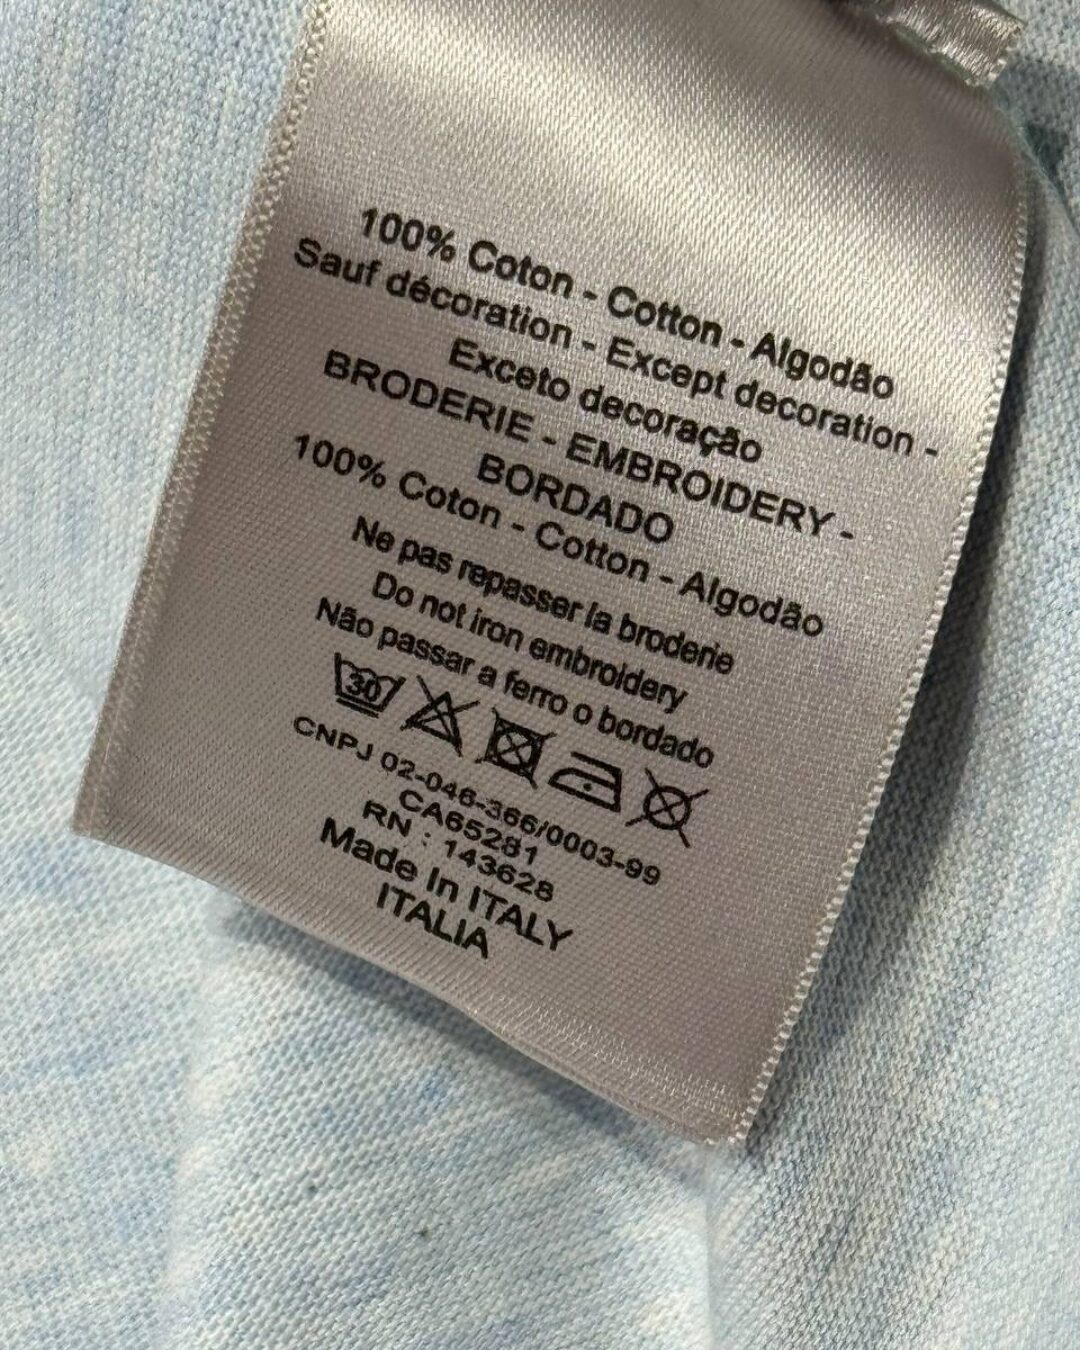 100% Coton - Cotton - Algodão
Sauf décoration - Except decoration -
Exceto decoração
BRODERIE - EMBROIDERY -
BORDADO
100% Coton - Cotton - Algodão
Ne pas repasser la broderie
Do not iron embroidery
Não passar a ferro o bordado
30
CNPJ 02-046-366/0003-99
CA65281
RN : 143628
Made In ITALY
ITALIA